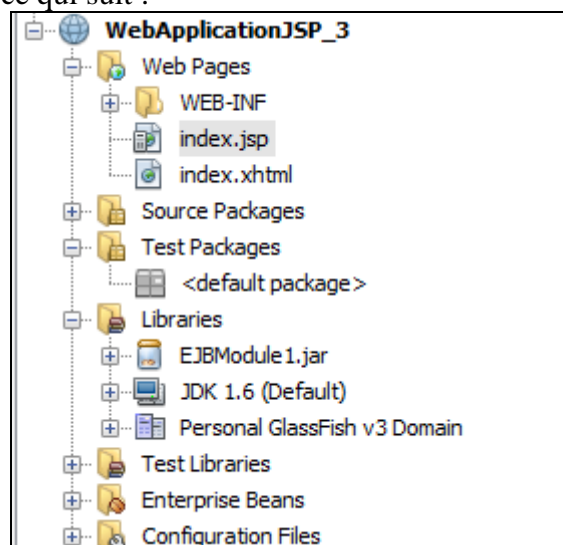 ce qui suit :
WebApplicationJSP_3
Web Pages
WEB-INF
index.jsp
index.xhtml
Source Packages
Test Packages
<default package>
Libraries
EJBModule1.jar
JDK 1.6 (Default)
Personal GlassFish v3 Domain
Test Libraries
Enterprise Beans
Configuration Files